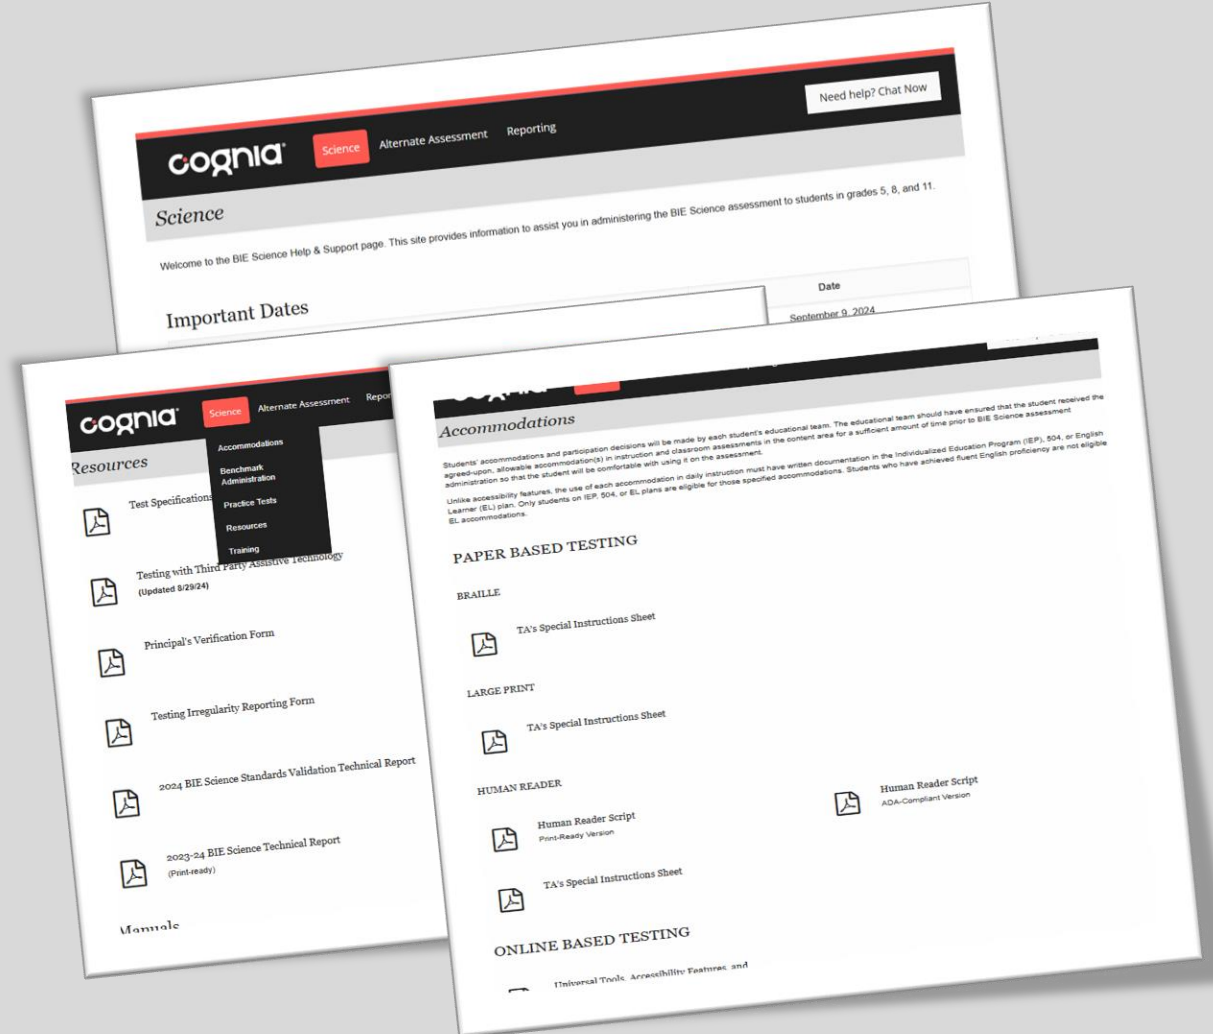 cognia
Science
Alternate Assessment
Reporting
Need help? Chat Now
Science
Welcome to the BIE Science Help & Support page. This site provides information to assist you in administering the BIE Science assessment to students in grades 5, 8, and 11.
Important Dates
Date
September 9, 2024
cognia
Science
Alternate Assessment
Accommodations
Benchmark
Administration
Practice Tests
Resources
Training
Resources
Test Specifications
Testing with Third Party Assistive Technology
(Updated 8/29/24)
Principal's Verification Form
Testing Irregularity Reporting Form
2024 BIE Science Standards Validation Technical Report
2023-24 BIE Science Technical Report
(Print-ready)
Manuals
Accommodations
Students' accommodations and participation decisions will be made by each student's educational team. The educational team should have ensured that the student received the
agreed-upon, allowable accommodation(s) in instruction and classroom assessments in the content area for a sufficient amount of time prior to BIE Science assessment
administration so that the student will be comfortable with using it on the assessment.
Unlike accessibility features, the use of each accommodation in daily instruction must have written documentation in the Individualized Education Program (IEP), 504, or English
Learner (EL) plan. Only students on IEP, 504, or EL plans are eligible for those specified accommodations. Students who have achieved fluent English proficiency are not eligible
EL accommodations.
PAPER BASED TESTING
BRAILLE
TA's Special Instructions Sheet
LARGE PRINT
TA's Special Instructions Sheet
HUMAN READER
Human Reader Script
Print-Ready Version
Human Reader Script
ADA-Compliant Version
TA's Special Instructions Sheet
ONLINE BASED TESTING
Universal Tools, Accessibility Features, and